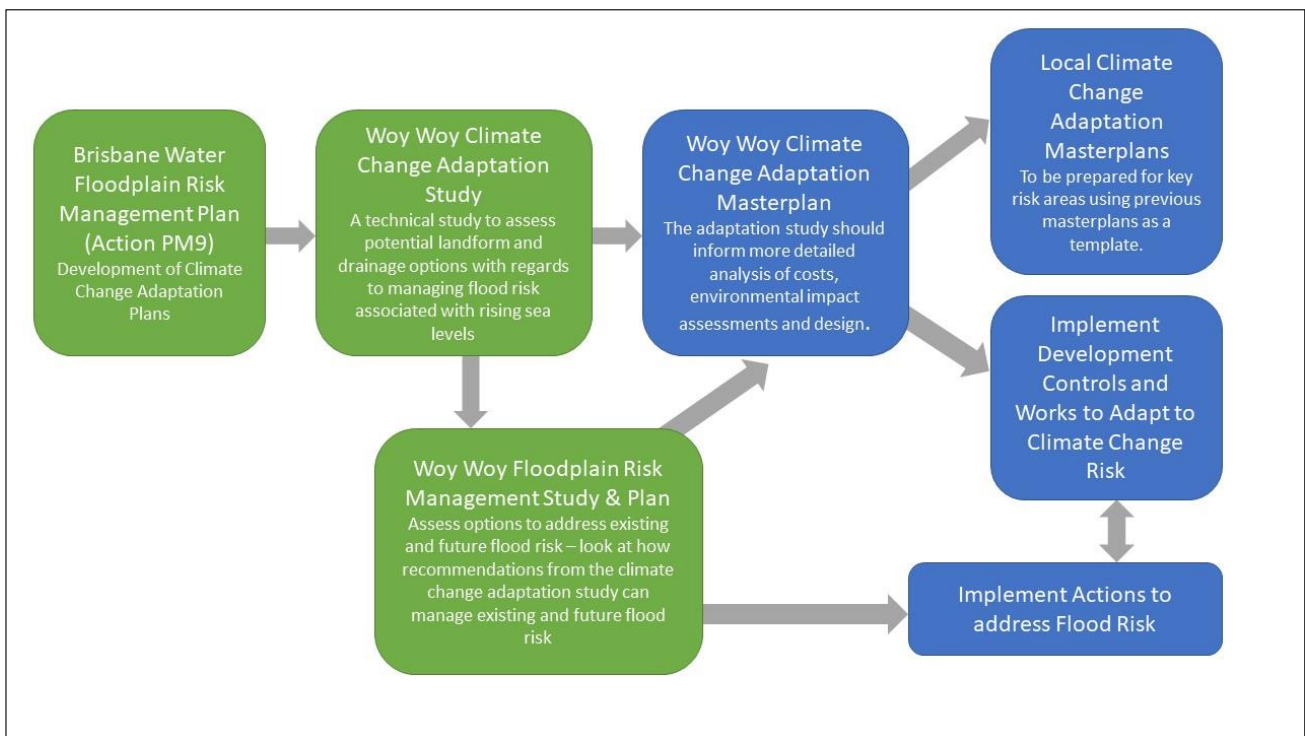 Brisbane Water
Floodplain Risk
Management Plan
(Action PM9)
Development of Climate
Change Adaptation
Plans
Woy Woy Climate
Change Adaptation
Study
A technical study to assess
potential landform and
drainage options with regards
to managing flood risk
associated with rising sea
levels
Woy Woy Climate
Change Adaptation
Masterplan
The adaptation study should
inform more detailed
analysis of costs,
environmental impact
assessments and design.
Local Climate
Change
Adaptation
Masterplans
To be prepared for key
risk areas using previous
masterplans as a
template.
Implement
Development
Controls and
Works to Adapt to
Climate Change
Risk
Woy Woy Floodplain Risk
Management Study & Plan
Assess options to address existing
and future flood risk – look at how
recommendations from the climate
change adaptation study can
manage existing and future flood
risk
Implement Actions to
address Flood Risk